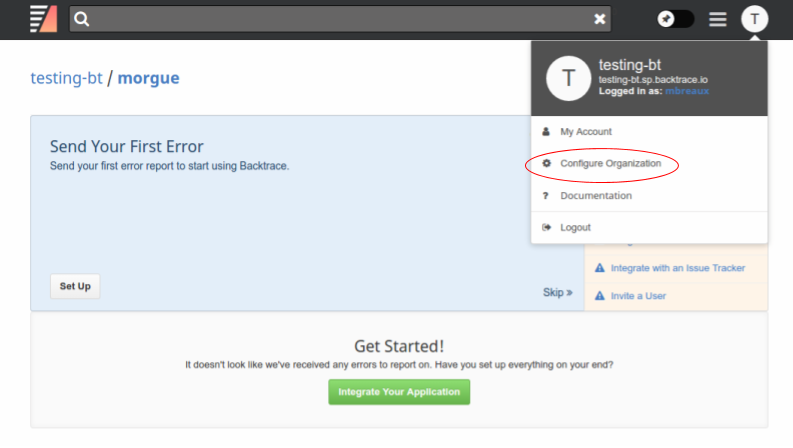 T
testing-bt / morgue
testing-bt
T
testing-bt.sp.backtrace.io
Logged in as: mbreaux
My Account
Configure Organization
? Documentation
Logout
Send Your First Error
Send your first error report to start using Backtrace.
Integrate with an Issue Tracker
Invite a User
Set Up
Skip »
Get Started!
It doesn't look like we've received any errors to report on. Have you set up everything on your end?
Integrate Your Application